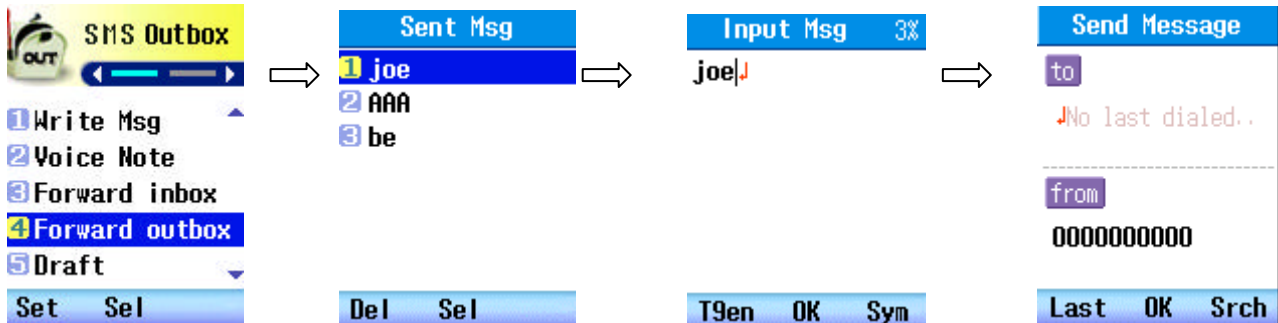 OUT
SMS Outbox
1 Write Msg
2 Voice Note
3 Forward inbox
4 Forward outbox
5 Draft
Set Sel
Sent Msg
1 joe
2 AAA
3 be
Del Sel
Input Msg 3%
joe
T9en OK Sym
Send Message
to
No last dialed..
from
0000000000
Last OK Srch